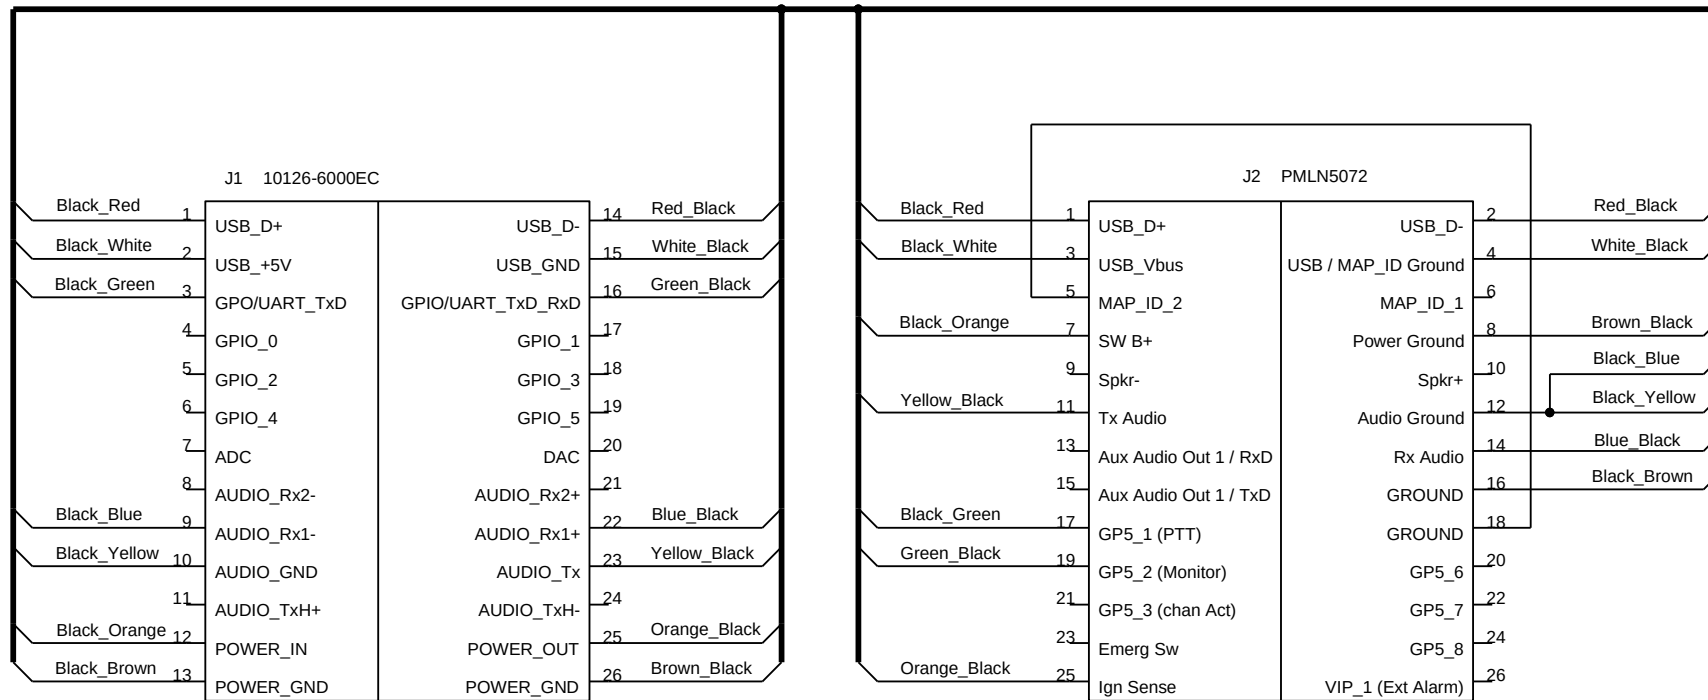 J1 10126-6000EC
Black_Red 1 USB_D+ USB_D- 14 Red_Black
Black_White 2 USB_+5V USB_GND 15 White_Black
Black_Green 3 GPO/UART_TxD GPIO/UART_TxD_RxD 16 Green_Black
4 GPIO_0 GPIO_1 17
5 GPIO_2 GPIO_3 18
6 GPIO_4 GPIO_5 19
7 ADC DAC 20
8 AUDIO_Rx2- AUDIO_Rx2+ 21
Black_Blue 9 AUDIO_Rx1- AUDIO_Rx1+ 22 Blue_Black
Black_Yellow 10 AUDIO_GND AUDIO_Tx 23 Yellow_Black
11 AUDIO_TxH+ AUDIO_TxH- 24
Black_Orange 12 POWER_IN POWER_OUT 25 Orange_Black
Black_Brown 13 POWER_GND POWER_GND 26 Brown_Black
J2 PMLN5072
Black_Red 1 USB_D+ USB_D- 2 Red_Black
Black_White 3 USB_Vbus USB / MAP_ID Ground 4 White_Black
5 MAP_ID_2 MAP_ID_1 6
Black_Orange 7 SW B+ Power Ground 8 Brown_Black
9 Spkr- Spkr+ 10 Black_Blue
Yellow_Black 11 Tx Audio Audio Ground 12 Black_Yellow
13 Aux Audio Out 1 / RxD Rx Audio 14 Blue_Black
15 Aux Audio Out 1 / TxD GROUND 16 Black_Brown
Black_Green 17 GP5_1 (PTT) GROUND 18
Green_Black 19 GP5_2 (Monitor) GP5_6 20
21 GP5_3 (chan Act) GP5_7 22
23 Emerg Sw GP5_8 24
Orange_Black 25 Ign Sense VIP_1 (Ext Alarm) 26